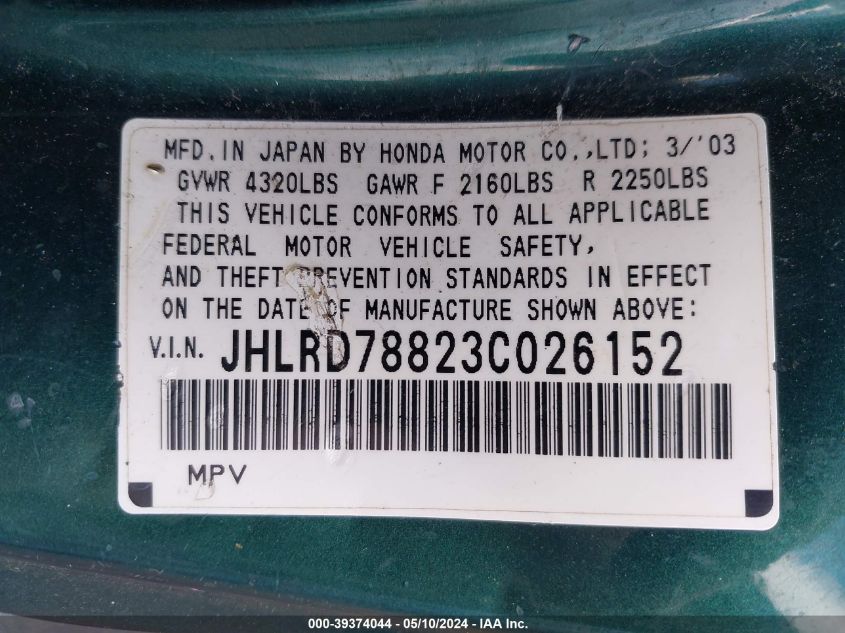 MFD. IN JAPAN BY HONDA MOTOR CO., LTD; 3/'03
GVWR 4320LBS GAWR F 2160LBS R 2250LBS
THIS VEHICLE CONFORMS TO ALL APPLICABLE
FEDERAL MOTOR VEHICLE SAFETY,
AND THEFT PREVENTION STANDARDS IN EFFECT
ON THE DATE OF MANUFACTURE SHOWN ABOVE:
V.I.N. JHLRD78823C026152
MPV
000-39374044 — 05/10/2024 — IAA Inc.